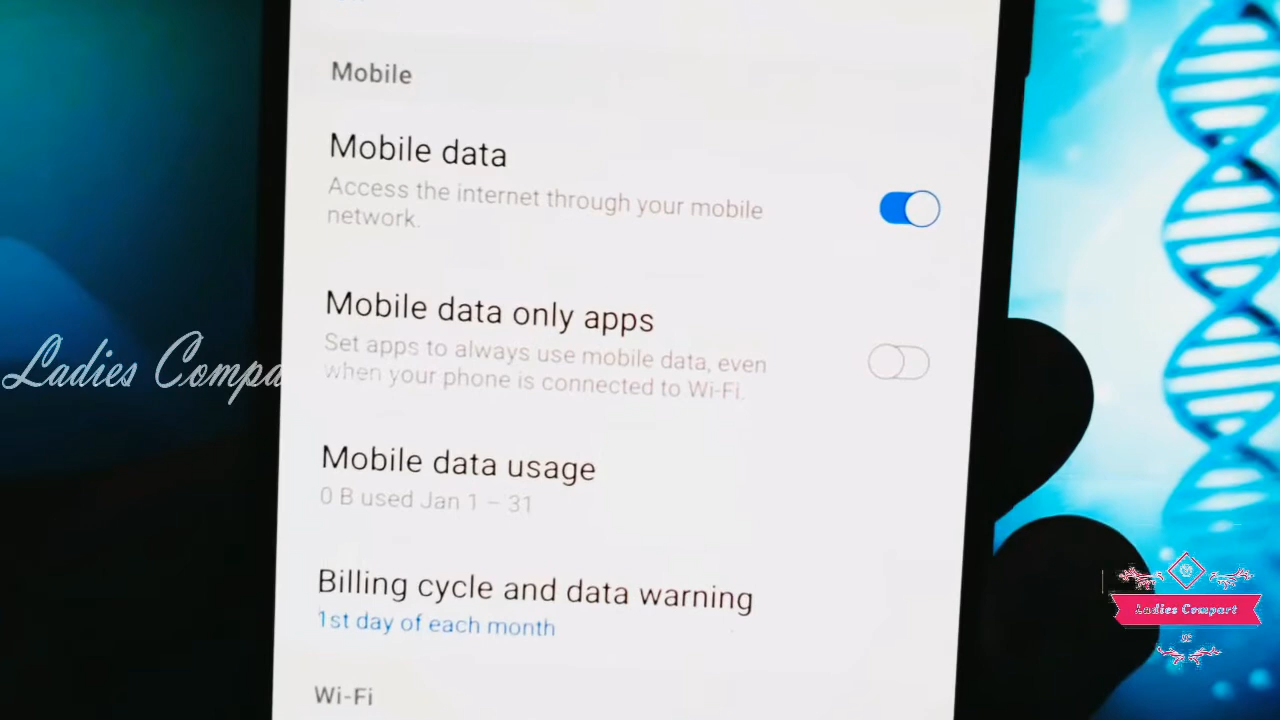 Mobile
Mobile data
Access the internet through your mobile
network.
Mobile data only apps
Set apps to always use mobile data, even
when your phone is connected to Wi-Fi.
Ladies Compa
Mobile data usage
0 B used Jan 1 – 31
Billing cycle and data warning
1st day of each month
Ladies Compart
Wi-Fi